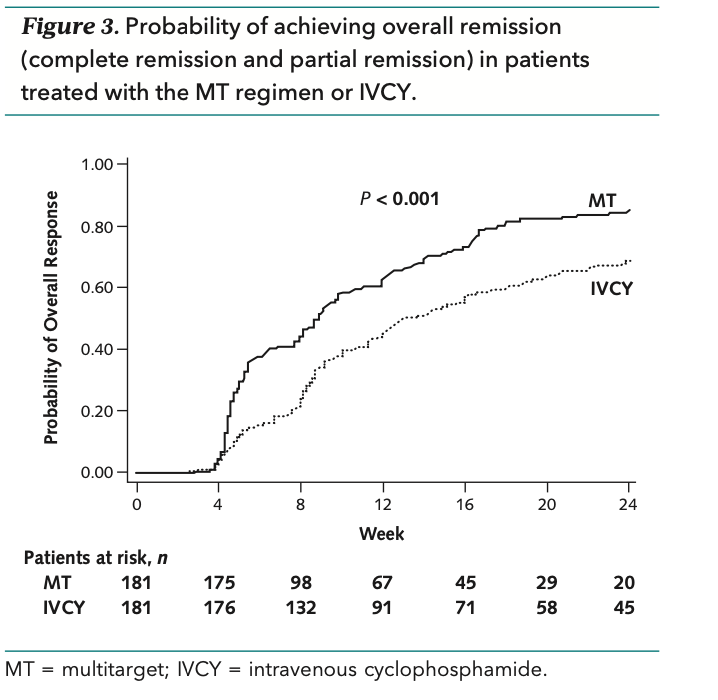 Figure 3. Probability of achieving overall remission
(complete remission and partial remission) in patients
treated with the MT regimen or IVCY.
1.00
P < 0.001
MT
0.80
0.60
IVCY
0.40
0.20
0.00
Probability of Overall Response
0 4 8 12 16 20 24
Week
Patients at risk, n
MT 181 175 98 67 45 29 20
IVCY 181 176 132 91 71 58 45
MT = multitarget; IVCY = intravenous cyclophosphamide.